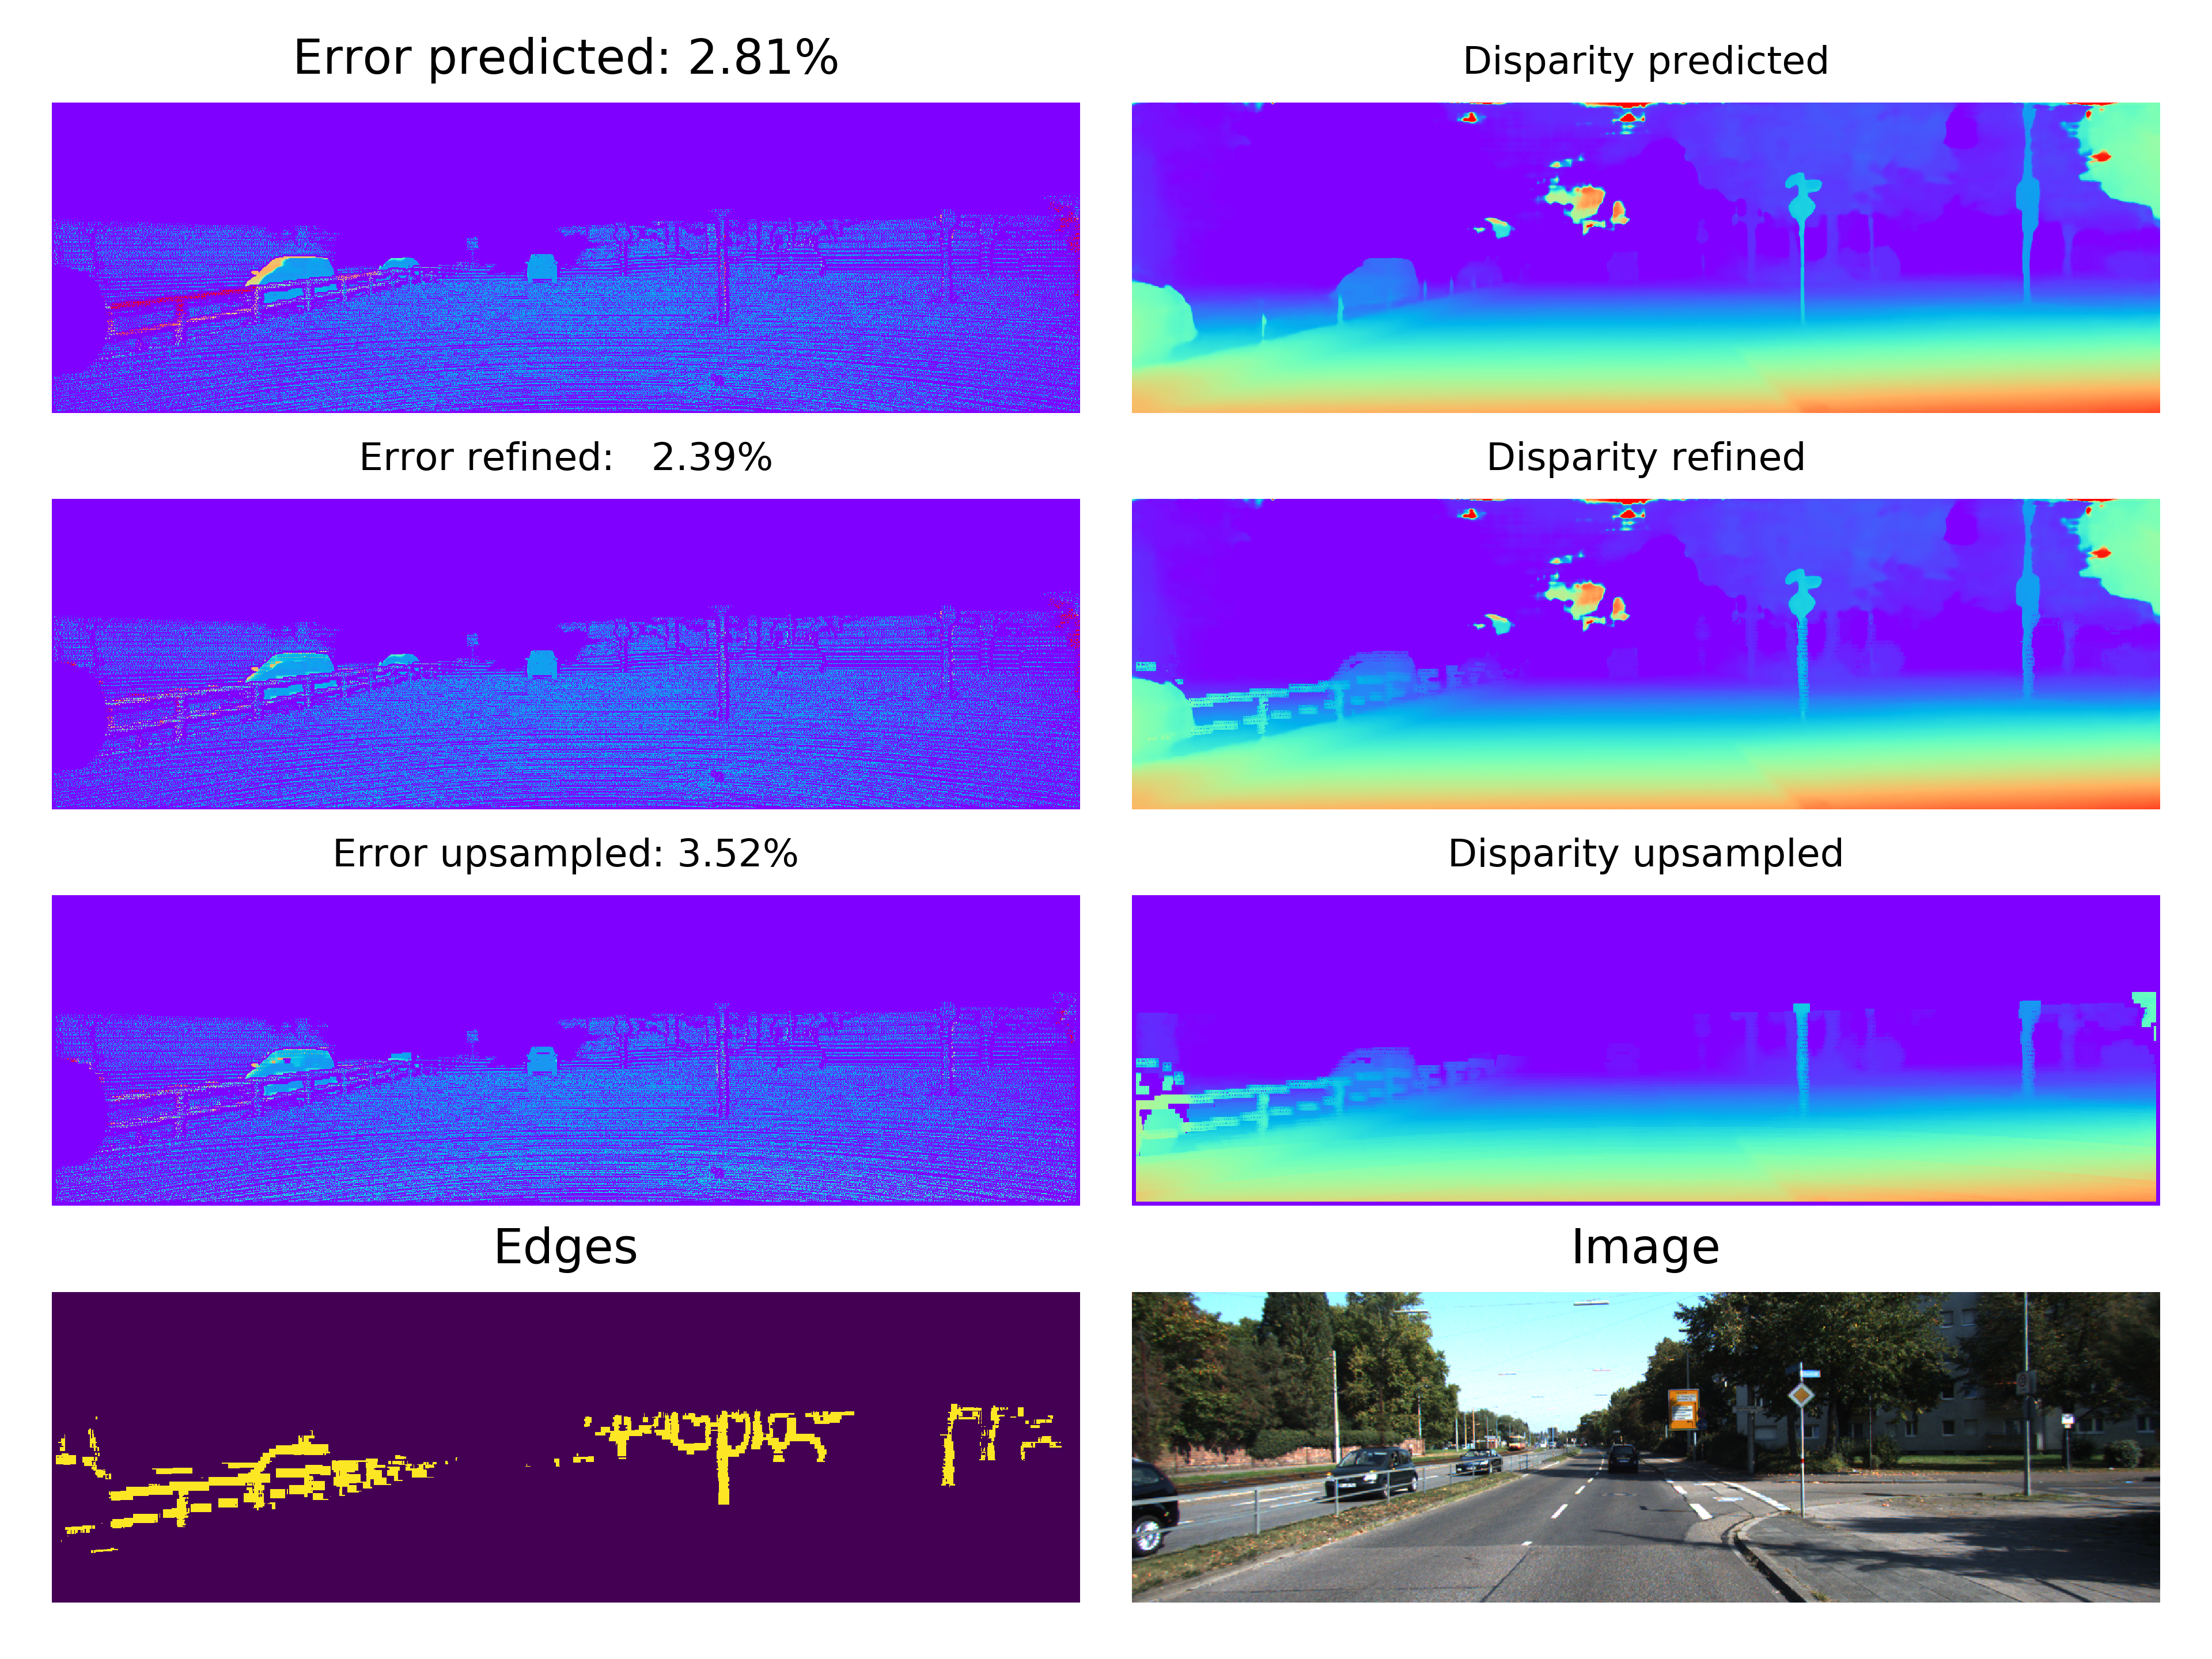 Error predicted: 2.81%
Disparity predicted
Error refined:   2.39%
Disparity refined
Error upsampled: 3.52%
Disparity upsampled
Edges
Image